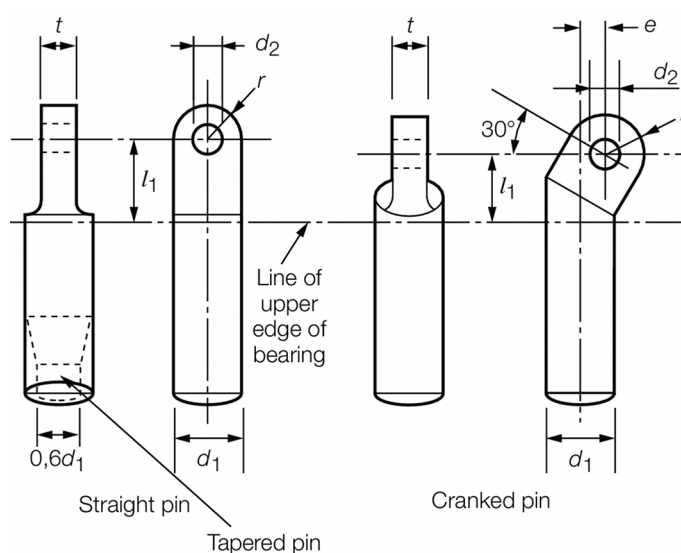 t
d2
r
t
e
d2
30°
l1
l1
Line of
upper
edge of
bearing
0,6d1
d1
d1
Straight pin
Cranked pin
Tapered pin